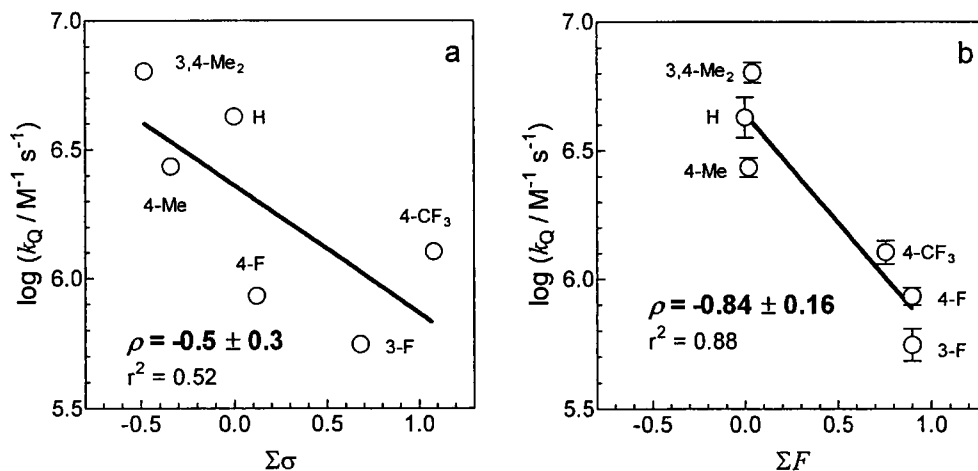 7.0
6.5
6.0
5.5
log (kQ / M⁻¹ s⁻¹)
a
3,4-Me₂
H
4-Me
4-CF₃
4-F
3-F
ρ = -0.5 ± 0.3
r² = 0.52
-0.5 0.0 0.5 1.0
Σσ
7.0
6.5
6.0
5.5
log (kQ / M⁻¹ s⁻¹)
b
3,4-Me₂
H
4-Me
4-CF₃
4-F
3-F
ρ = -0.84 ± 0.16
r² = 0.88
-0.5 0.0 0.5 1.0
ΣF